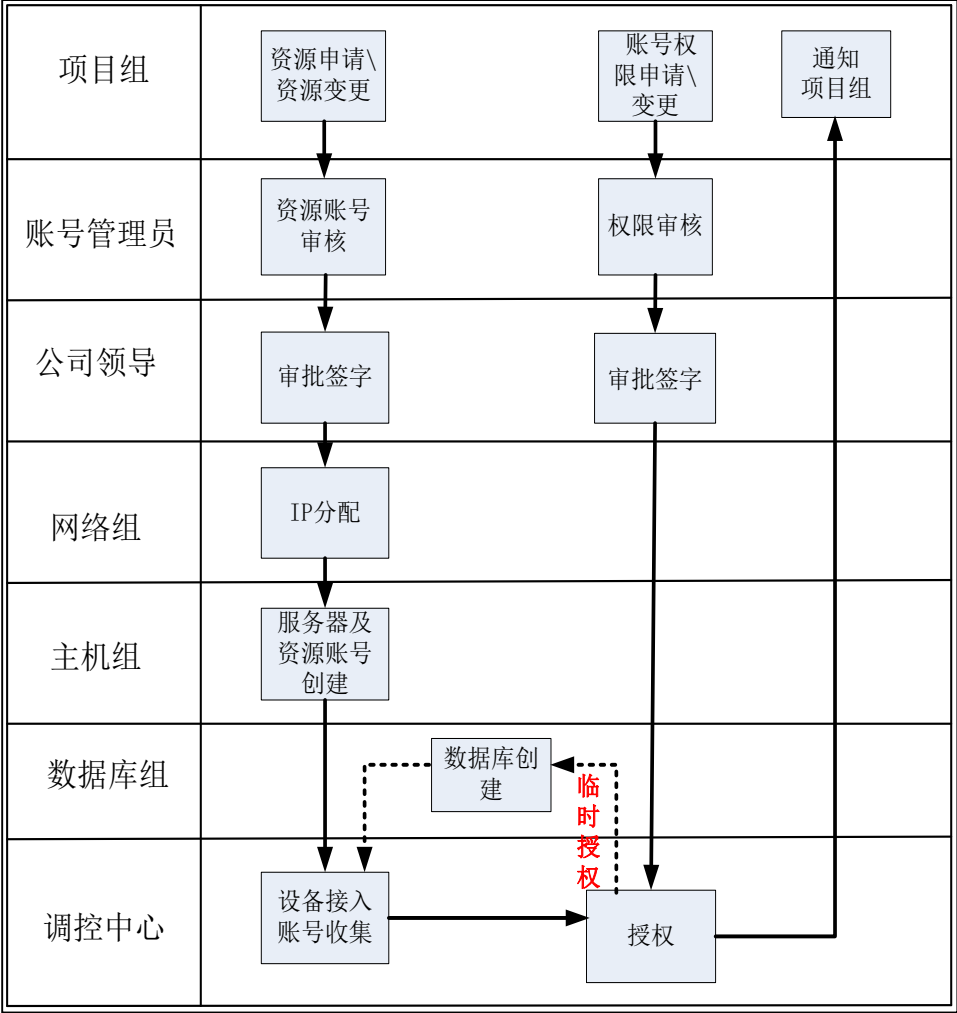 项目组
资源申请\
资源变更
账号权
限申请\
变更
通知
项目组
账号管理员
资源账号
审核
权限审核
公司领导
审批签字
审批签字
网络组
IP分配
主机组
服务器及
资源账号
创建
数据库组
数据库创
建
临
时
授
权
调控中心
设备接入
账号收集
授权